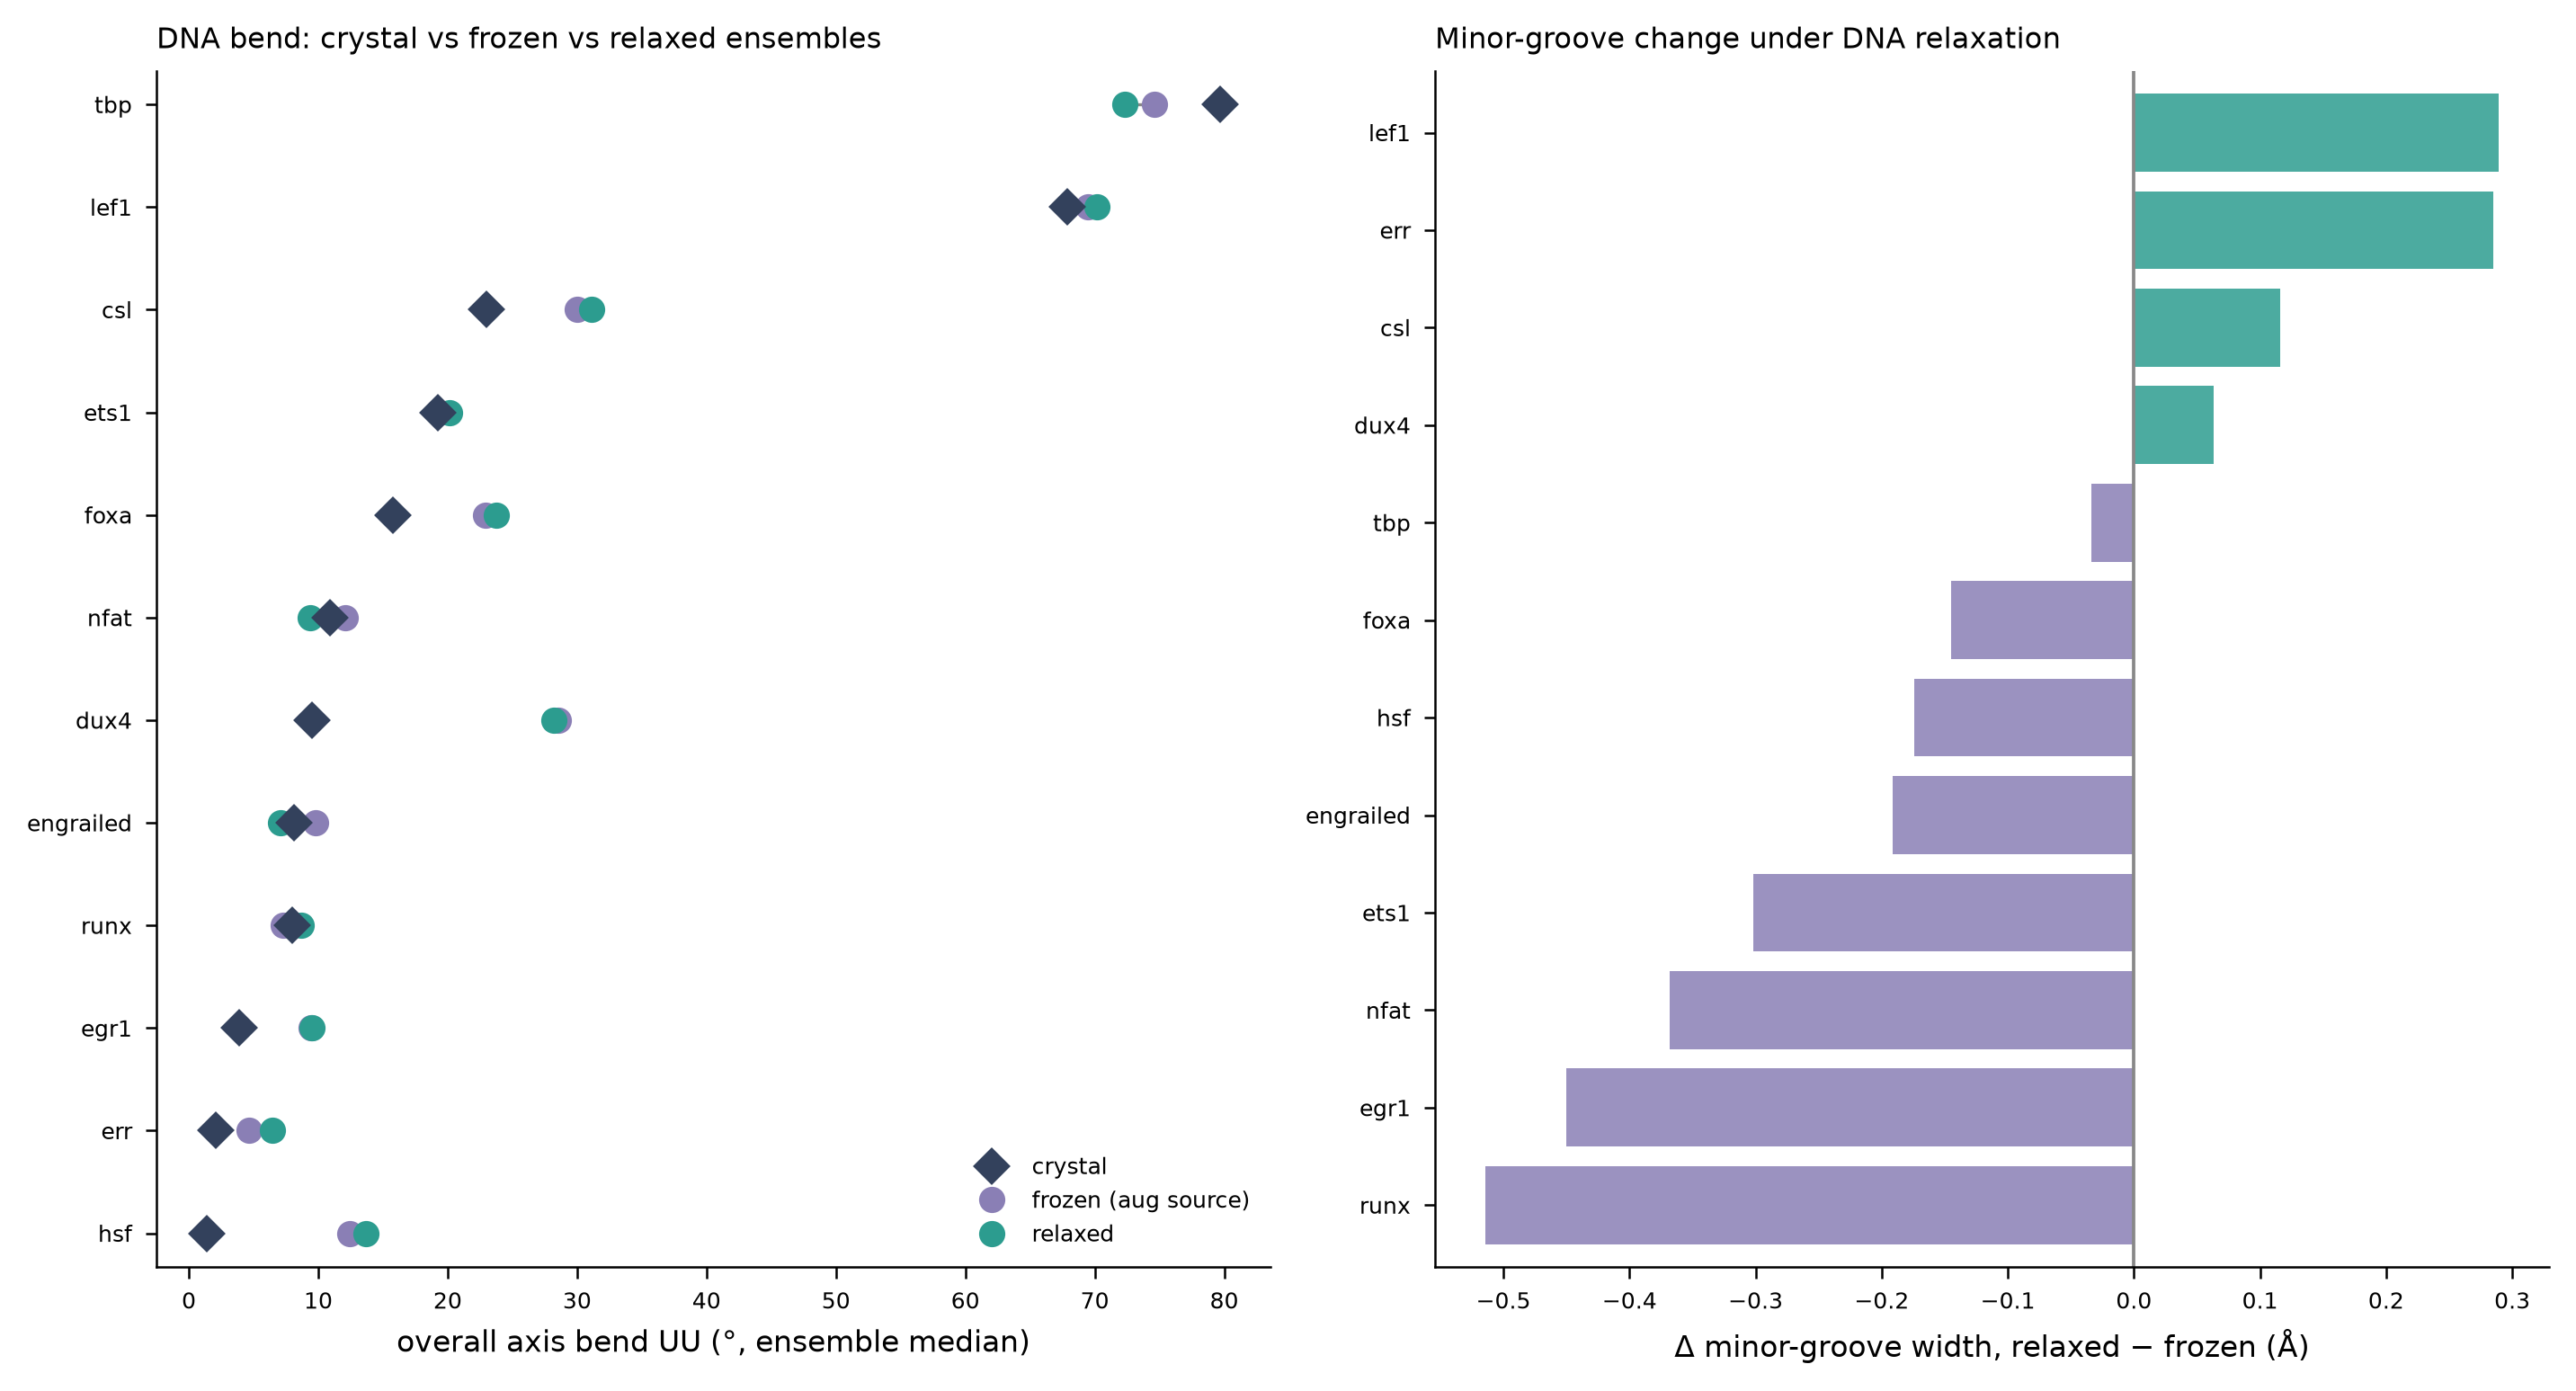 DNA bend: crystal vs frozen vs relaxed ensembles
tbp
lef1
csl
ets1
foxa
nfat
dux4
engrailed
runx
egr1
err
hsf
crystal
frozen (aug source)
relaxed
0 10 20 30 40 50 60 70 80
overall axis bend UU (°, ensemble median)
Minor-groove change under DNA relaxation
lef1
err
csl
dux4
tbp
foxa
hsf
engrailed
ets1
nfat
egr1
runx
−0.5 −0.4 −0.3 −0.2 −0.1 0.0 0.1 0.2 0.3
Δ minor-groove width, relaxed − frozen (Å)